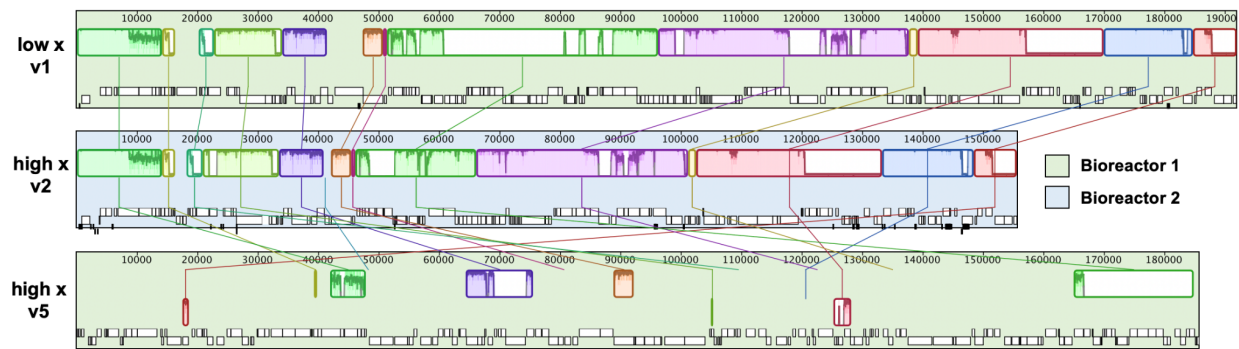 10000 20000 30000 40000 50000 60000 70000 80000 90000 100000 110000 120000 130000 140000 150000 160000 170000 180000 19000
low x
v1
10000 20000 30000 40000 50000 60000 70000 80000 90000 100000 110000 120000 130000 140000 150000
high x
v2
Bioreactor 1
Bioreactor 2
10000 20000 30000 40000 50000 60000 70000 80000 90000 100000 110000 120000 130000 140000 150000 160000 170000 180000
high x
v5